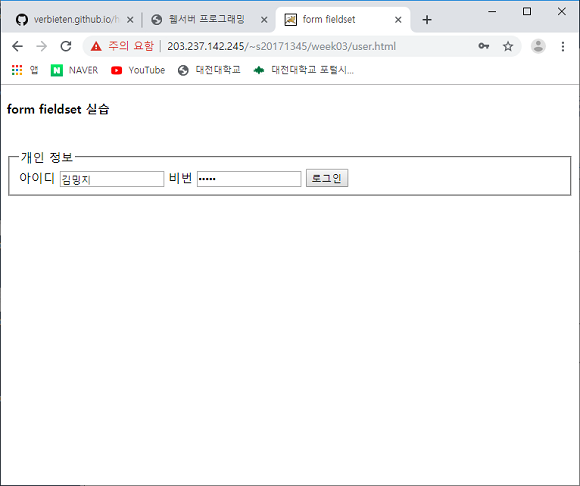 verbieten.github.io/h
웹서버 프로그래밍
form fieldset
주의 요함 | 203.237.142.245/~s20171345/week03/user.html
앱 NAVER YouTube 대전대학교 대전대학교 포털시...
form fieldset 실습
개인 정보
아이디 김밍지 비번 ••••• 로그인